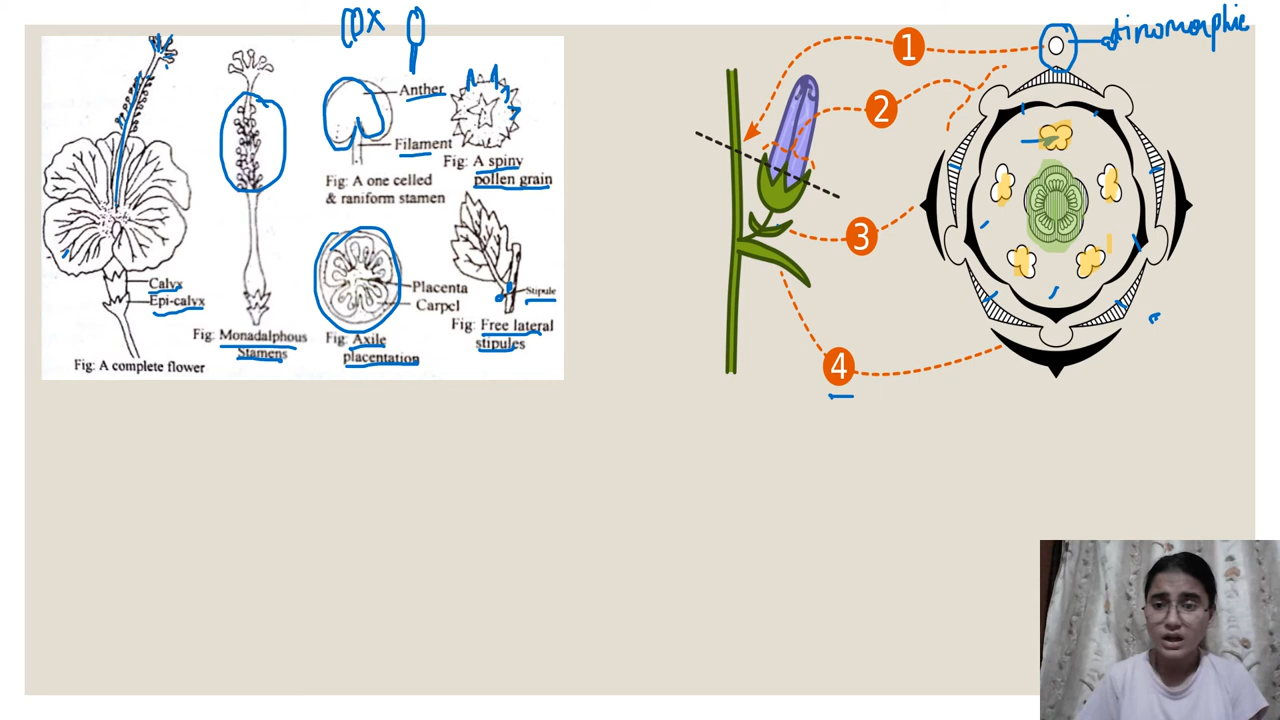 Calyx
Epi-calyx
Fig: A complete flower
Fig: Monadalphous
Stamens
Anther
Filament
Fig: A one celled
& raniform stamen
Fig: A spiny
pollen grain
Placenta
Carpel
Fig: Axile
placentation
Stipule
Fig: Free lateral
stipules
1
2
3
4